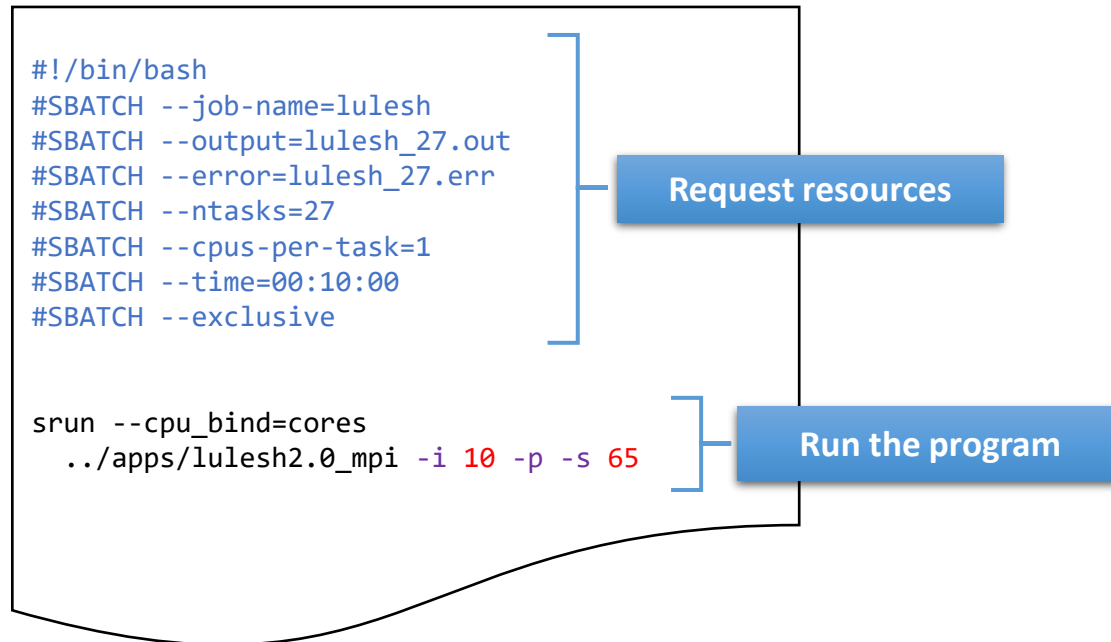 #!/bin/bash
#SBATCH --job-name=lulesh
#SBATCH --output=lulesh_27.out
#SBATCH --error=lulesh_27.err
#SBATCH --ntasks=27
#SBATCH --cpus-per-task=1
#SBATCH --time=00:10:00
#SBATCH --exclusive
Request resources
srun --cpu_bind=cores
  ../apps/lulesh2.0_mpi -i 10 -p -s 65
Run the program